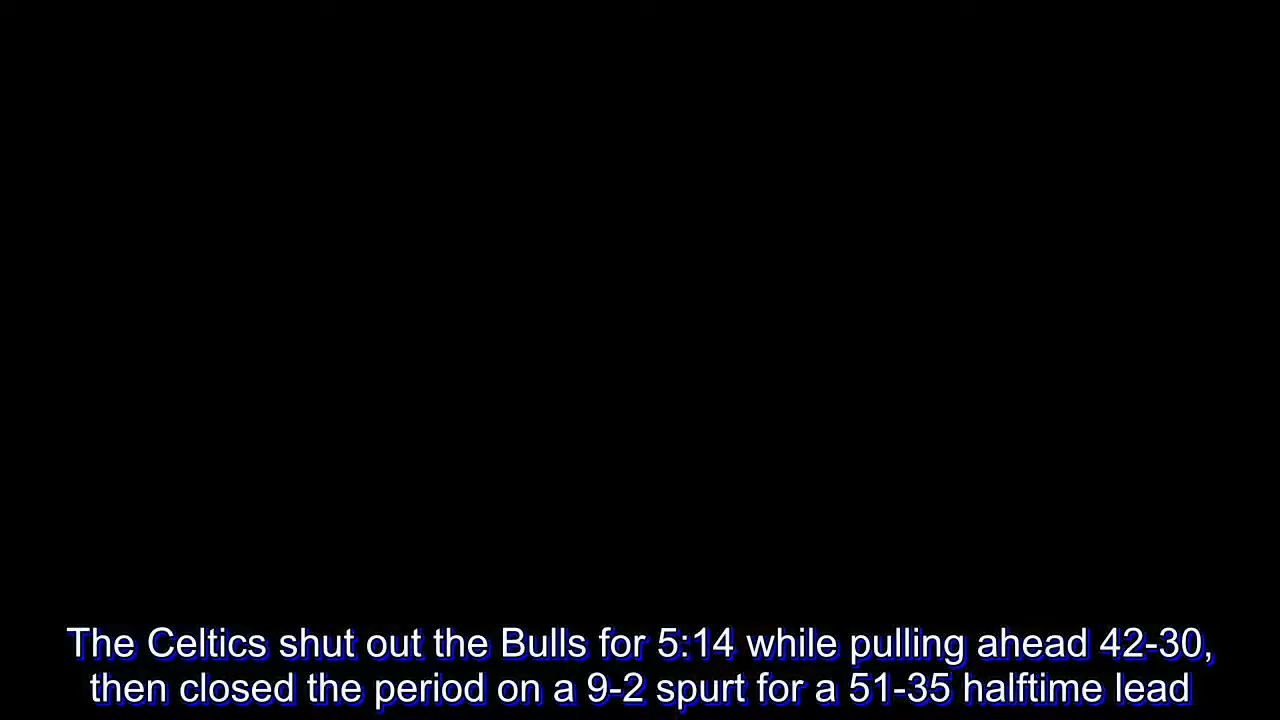 The Celtics shut out the Bulls for 5:14 while pulling ahead 42-30,
then closed the period on a 9-2 spurt for a 51-35 halftime lead